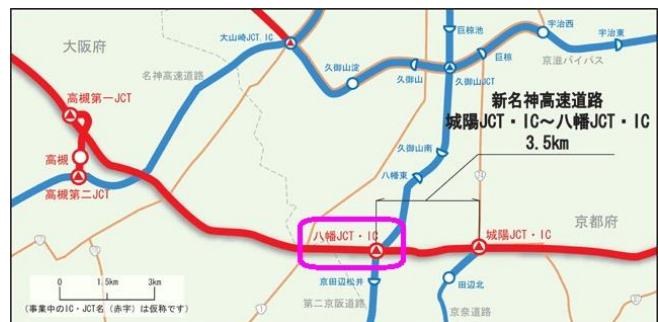 大阪府
大山崎JCT.IC
巨椋池
宇治西
宇治東
名神高速道路
久御山淀
久御山
巨椋
久御山JCT
京滋バイパス
高槻第一JCT
高槻
高槻第二JCT
新名神高速道路
城陽JCT・IC～八幡JCT・IC
3.5km
久御山南
八幡東
京都府
八幡JCT・IC
城陽JCT・IC
0 1.5km 3km
(事業中のIC・JCT名(赤字)は仮称です)
京田辺松井
第二京阪道路
田辺北
京奈道路